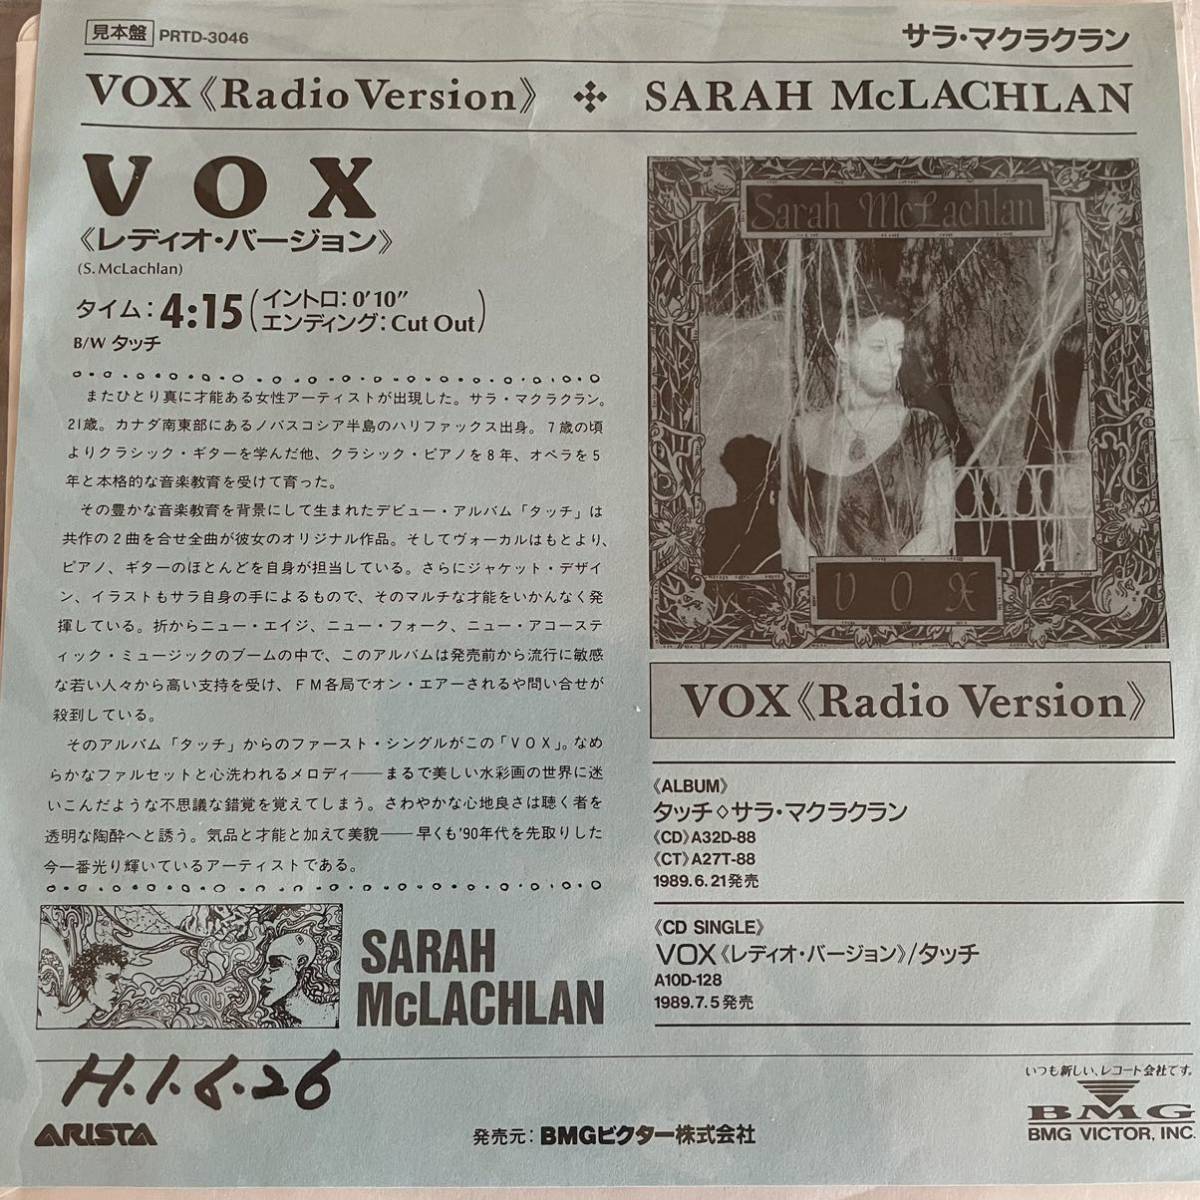 見本盤 PRTD-3046
サラ・マクラクラン
VOX《Radio Version》 SARAH McLACHLAN
VOX
《レディオ・バージョン》
(S. McLachlan)
タイム：4:15（イントロ：0'10"
エンディング：Cut Out）
B/W タッチ
またひとり真に才能ある女性アーティストが出現した。サラ・マクラクラン。
21歳。カナダ南東部にあるノバスコシア半島のハリファックス出身。7歳の頃
よりクラシック・ギターを学んだ他、クラシック・ピアノを8年、オペラを5
年と本格的な音楽教育を受けて育った。
その豊かな音楽教育を背景にして生まれたデビュー・アルバム「タッチ」は
共作の2曲を合せ全曲が彼女のオリジナル作品。そしてヴォーカルはもとより、
ピアノ、ギターのほとんどを自身が担当している。さらにジャケット・デザイ
ン、イラストもサラ自身の手によるもので、そのマルチな才能をいかんなく発
揮している。折からニュー・エイジ、ニュー・フォーク、ニュー・アコーステ
ィック・ミュージックのブームの中で、このアルバムは発売前から流行に敏感
な若い人々から高い支持を受け、FM各局でオン・エアーされるや問い合せが
殺到している。
そのアルバム「タッチ」からのファースト・シングルがこの「VOX」。なめ
らかなファルセットと心洗われるメロディ──まるで美しい水彩画の世界に迷
いこんだような不思議な錯覚を覚えてしまう。さわやかな心地良さは聴く者を
透明な陶酔へと誘う。気品と才能と加えて美貌──早くも'90年代を先取りした
今一番光り輝いているアーティストである。
SARAH
McLACHLAN
Sarah McLachlan
VOX
VOX《Radio Version》
《ALBUM》
タッチ◇サラ・マクラクラン
《CD》A32D-88
《CT》A27T-88
1989.6.21発売
《CD SINGLE》
VOX《レディオ・バージョン》/タッチ
A10D-128
1989.7.5発売
H.1.6.26
ARISTA
発売元：BMGビクター株式会社
いつも新しい、レコード会社です。
BMG
BMG VICTOR, INC.